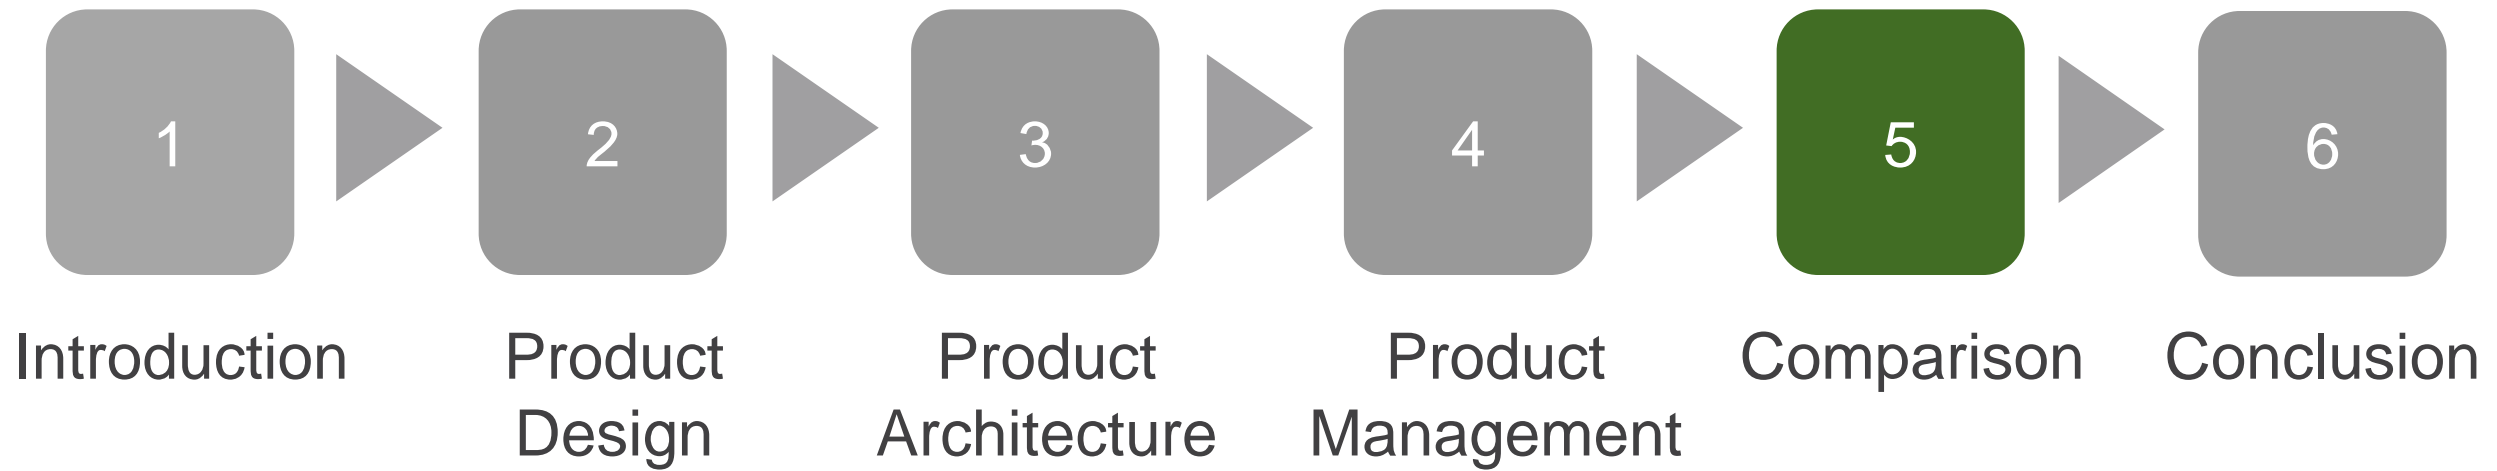 1
2
3
4
5
6
Introduction
Product
Design
Product
Architecture
Product
Management
Comparison
Conclusion